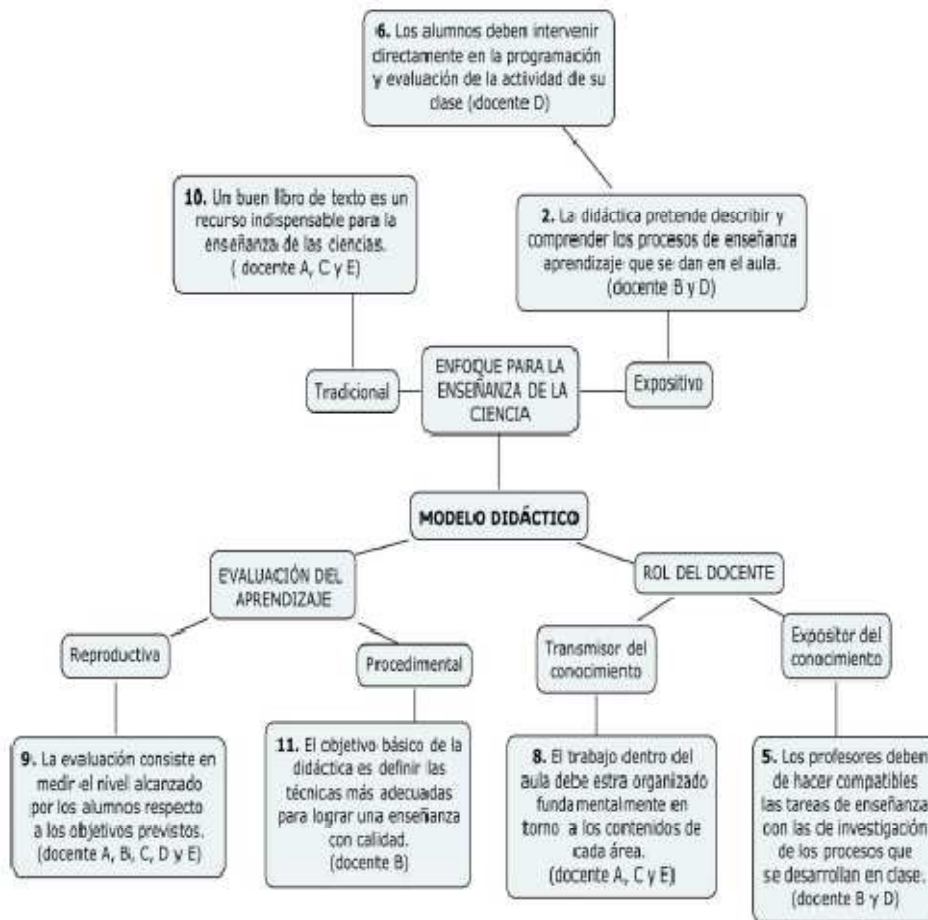 6. Los alumnos deben intervenir
directamente en la programación
y evaluación de la actividad de su
clase (docente D)
10. Un buen libro de texto es un
recurso indispensable para la
enseñanza de las ciencias.
( docente A, C y E)
2. La didáctica pretende describir y
comprender los procesos de enseñanza
aprendizaje que se dan en el aula.
(docente B y D)
Tradicional
ENFOQUE PARA LA
ENSEÑANZA DE LA
CIENCIA
Expositivo
MODELO DIDÁCTICO
EVALUACIÓN DEL
APRENDIZAJE
ROL DEL DOCENTE
Reproductiva
Procedimental
Transmisor del
conocimiento
Expositor del
conocimiento
9. La evaluación consiste en
medir el nivel alcanzado
por los alumnos respecto
a los objetivos previstos.
(docente A, B, C, D y E)
11. El objetivo básico de la
didáctica es definir las
técnicas más adecuadas
para lograr una enseñanza
con calidad.
(docente B)
8. El trabajo dentro del
aula debe estra organizado
fundamentalmente en
torno a los contenidos de
cada área.
(docente A, C y E)
5. Los profesores deben
de hacer compatibles
las tareas de enseñanza
con las de investigación
de los procesos que
se desarrollan en clase.
(docente B y D)